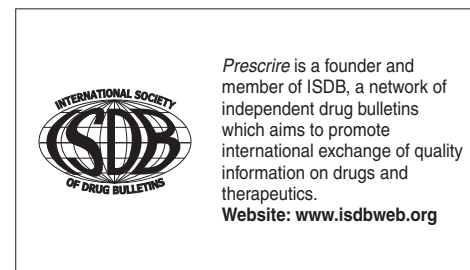 INTERNATIONAL SOCIETY
ISDB
OF DRUG BULLETINS
Prescrire is a founder and
member of ISDB, a network of
independent drug bulletins
which aims to promote
international exchange of quality
information on drugs and
therapeutics.
Website: www.isdbweb.org